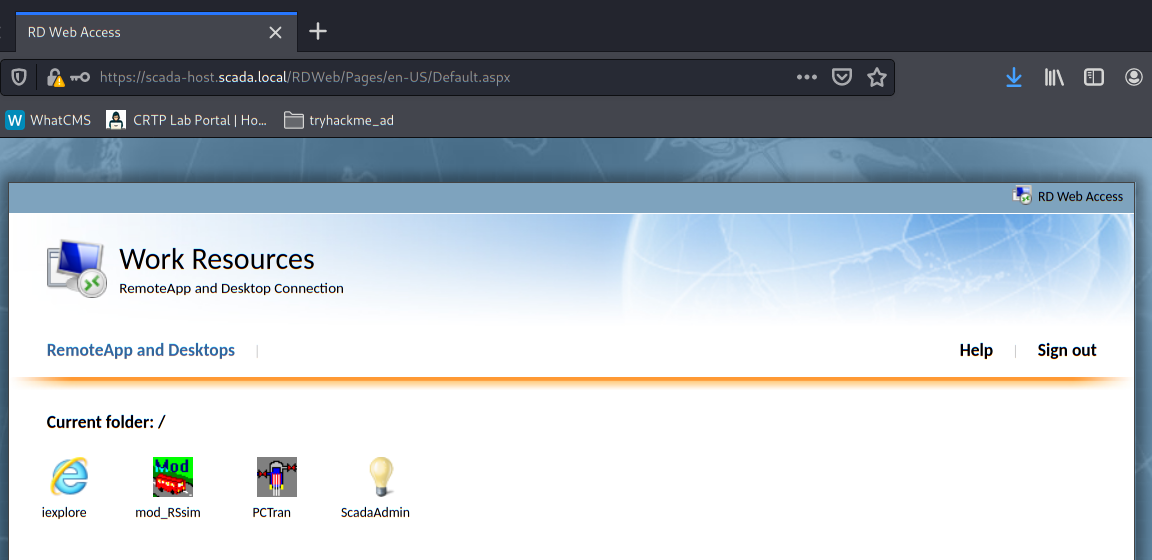 RD Web Access
https://scada-host.scada.local/RDWeb/Pages/en-US/Default.aspx
W WhatCMS CRTP Lab Portal | Ho... tryhackme_ad
RD Web Access
Work Resources
RemoteApp and Desktop Connection
RemoteApp and Desktops | Help | Sign out
Current folder: /
Mod
iexplore mod_RSsim PCTran ScadaAdmin